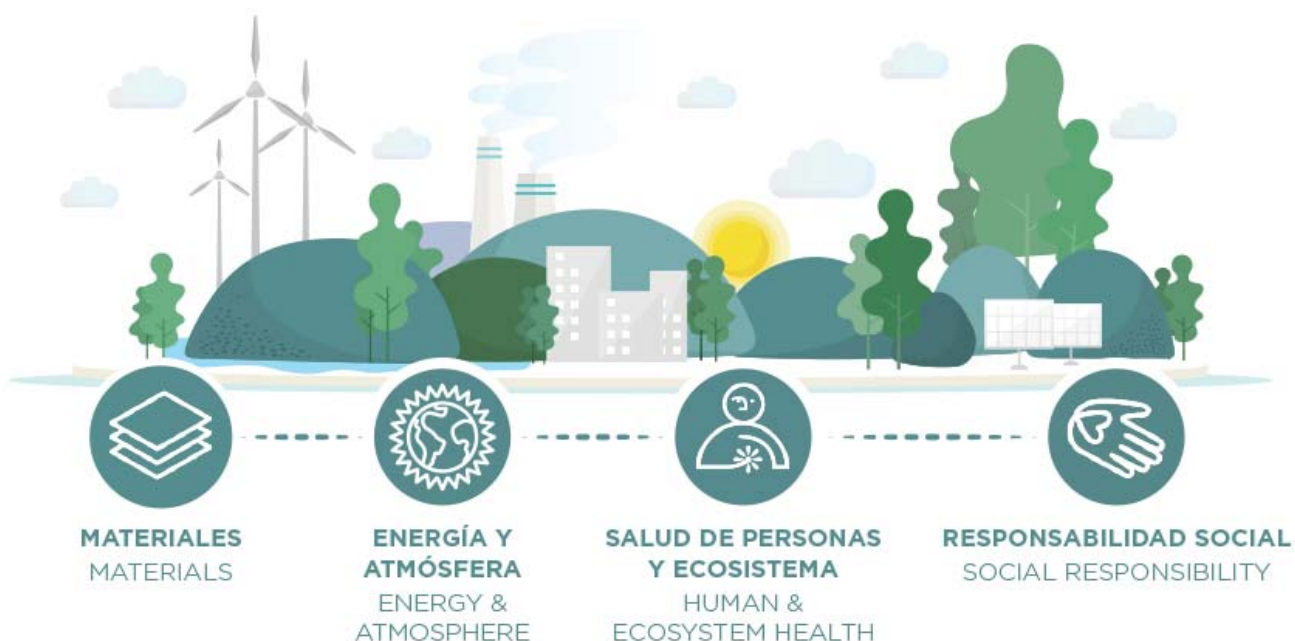 MATERIALES
MATERIALS
ENERGÍA Y
ATMÓSFERA
ENERGY &
ATMOSPHERE
SALUD DE PERSONAS
Y ECOSISTEMA
HUMAN &
ECOSYSTEM HEALTH
RESPONSABILIDAD SOCIAL
SOCIAL RESPONSIBILITY